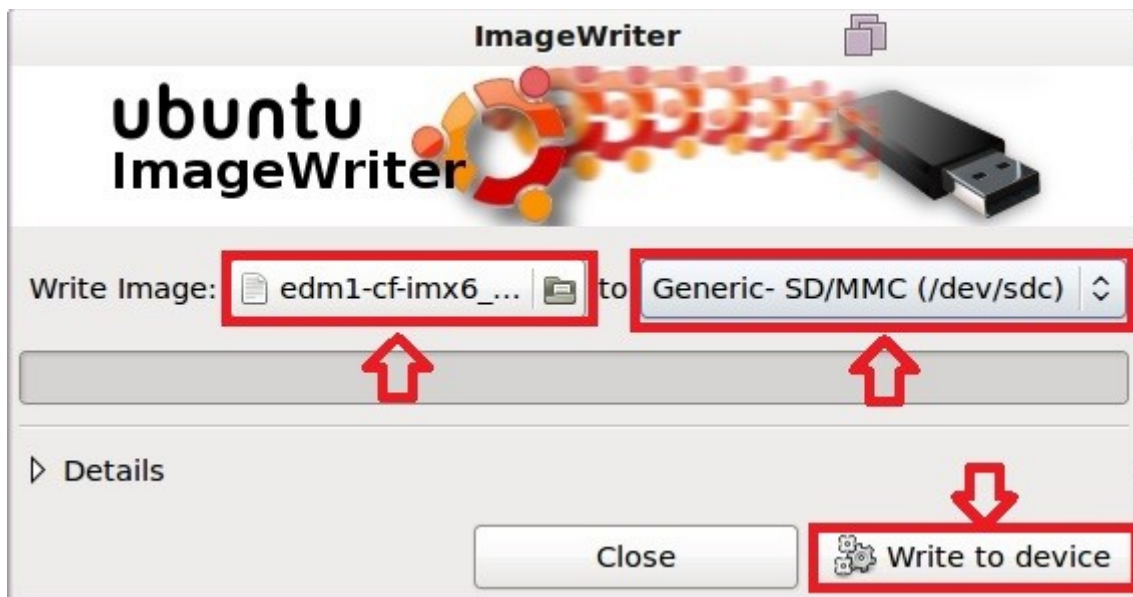 ImageWriter
ubuntu
ImageWriter
Write Image: edm1-cf-imx6_... to Generic- SD/MMC (/dev/sdc)
Details
Close Write to device